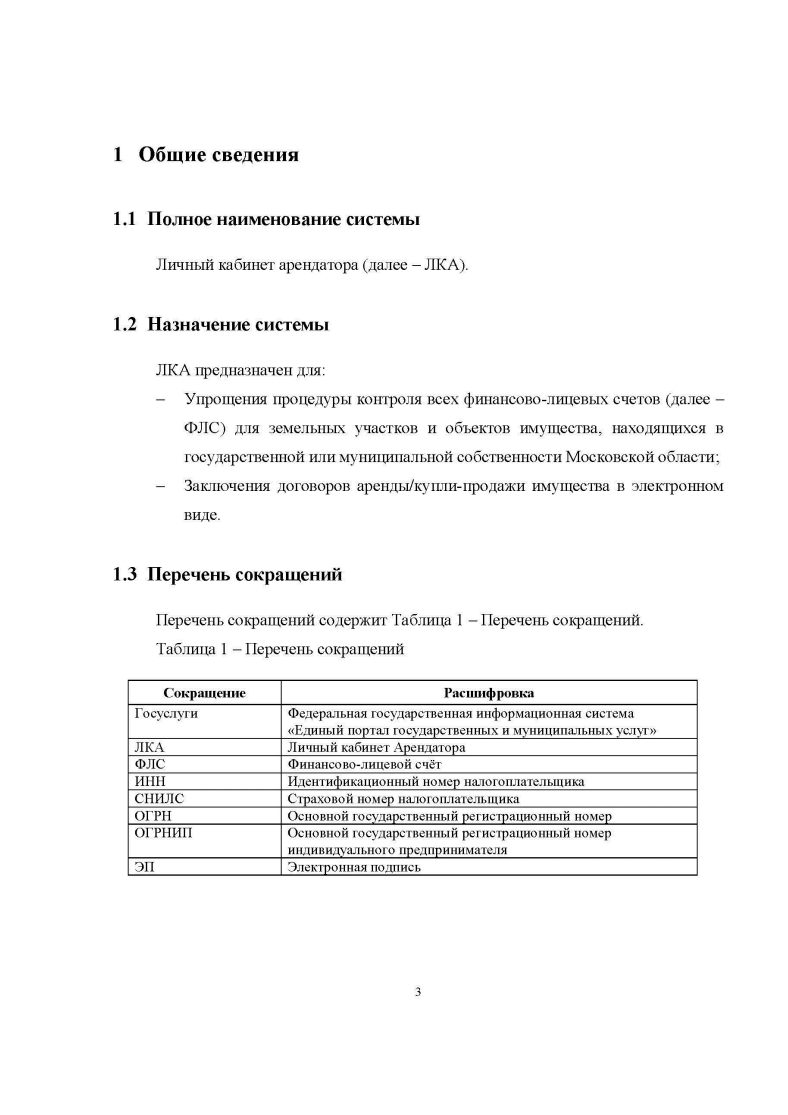 1 Общие сведения
1.1 Полное наименование системы
Личный кабинет арендатора (далее – ЛКА).
1.2 Назначение системы
ЛКА предназначен для:
– Упрощения процедуры контроля всех финансово-лицевых счетов (далее –
ФЛС) для земельных участков и объектов имущества, находящихся в
государственной или муниципальной собственности Московской области;
– Заключения договоров аренды/купли-продажи имущества в электронном
виде.
1.3 Перечень сокращений
Перечень сокращений содержит Таблица 1 – Перечень сокращений.
Таблица 1 – Перечень сокращений
Сокращение Расшифровка
Госуслуги Федеральная государственная информационная система
«Единый портал государственных и муниципальных услуг»
ЛКА Личный кабинет Арендатора
ФЛС Финансово-лицевой счёт
ИНН Идентификационный номер налогоплательщика
СНИЛС Страховой номер налогоплательщика
ОГРН Основной государственный регистрационный номер
ОГРНИП Основной государственный регистрационный номер
индивидуального предпринимателя
ЭП Электронная подпись
3